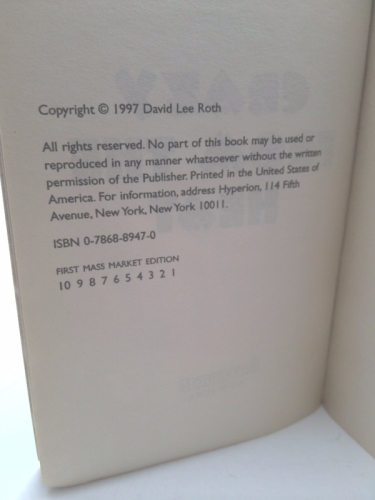 Copyright © 1997 David Lee Roth
All rights reserved. No part of this book may be used or
reproduced in any manner whatsoever without the written
permission of the Publisher. Printed in the United States of
America. For information, address Hyperion, 114 Fifth
Avenue, New York, New York 10011.
ISBN 0-7868-8947-0
FIRST MASS MARKET EDITION
10 9 8 7 6 5 4 3 2 1